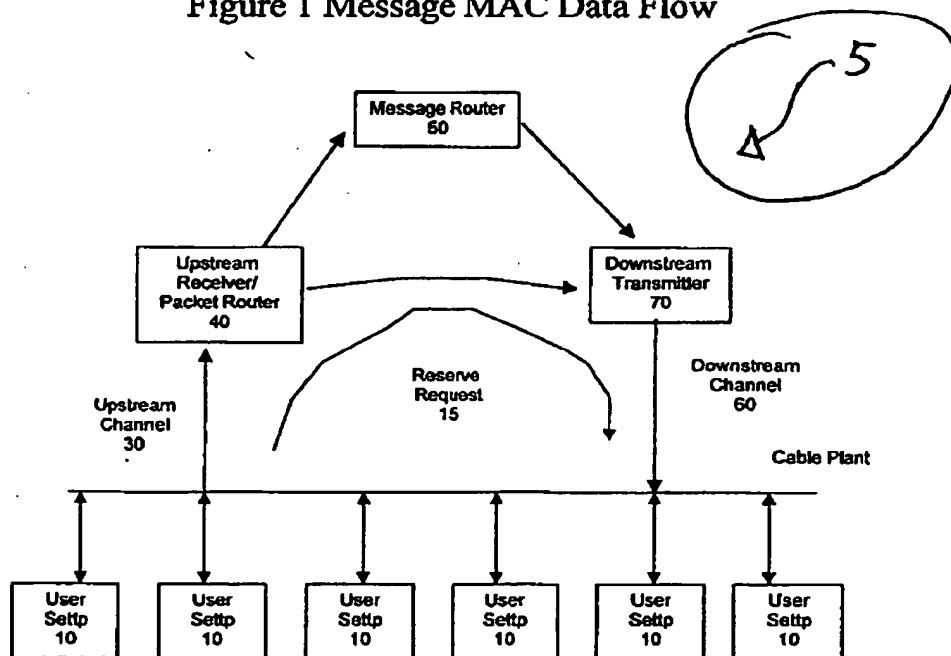 Figure 1 Message MAC Data Flow
5
Message Router
50
Upstream
Receiver/
Packet Router
40
Downstream
Transmitter
70
Upstream
Channel
30
Reserve
Request
15
Downstream
Channel
60
Cable Plant
User
Settp
10
User
Settp
10
User
Settp
10
User
Settp
10
User
Settp
10
User
Settp
10